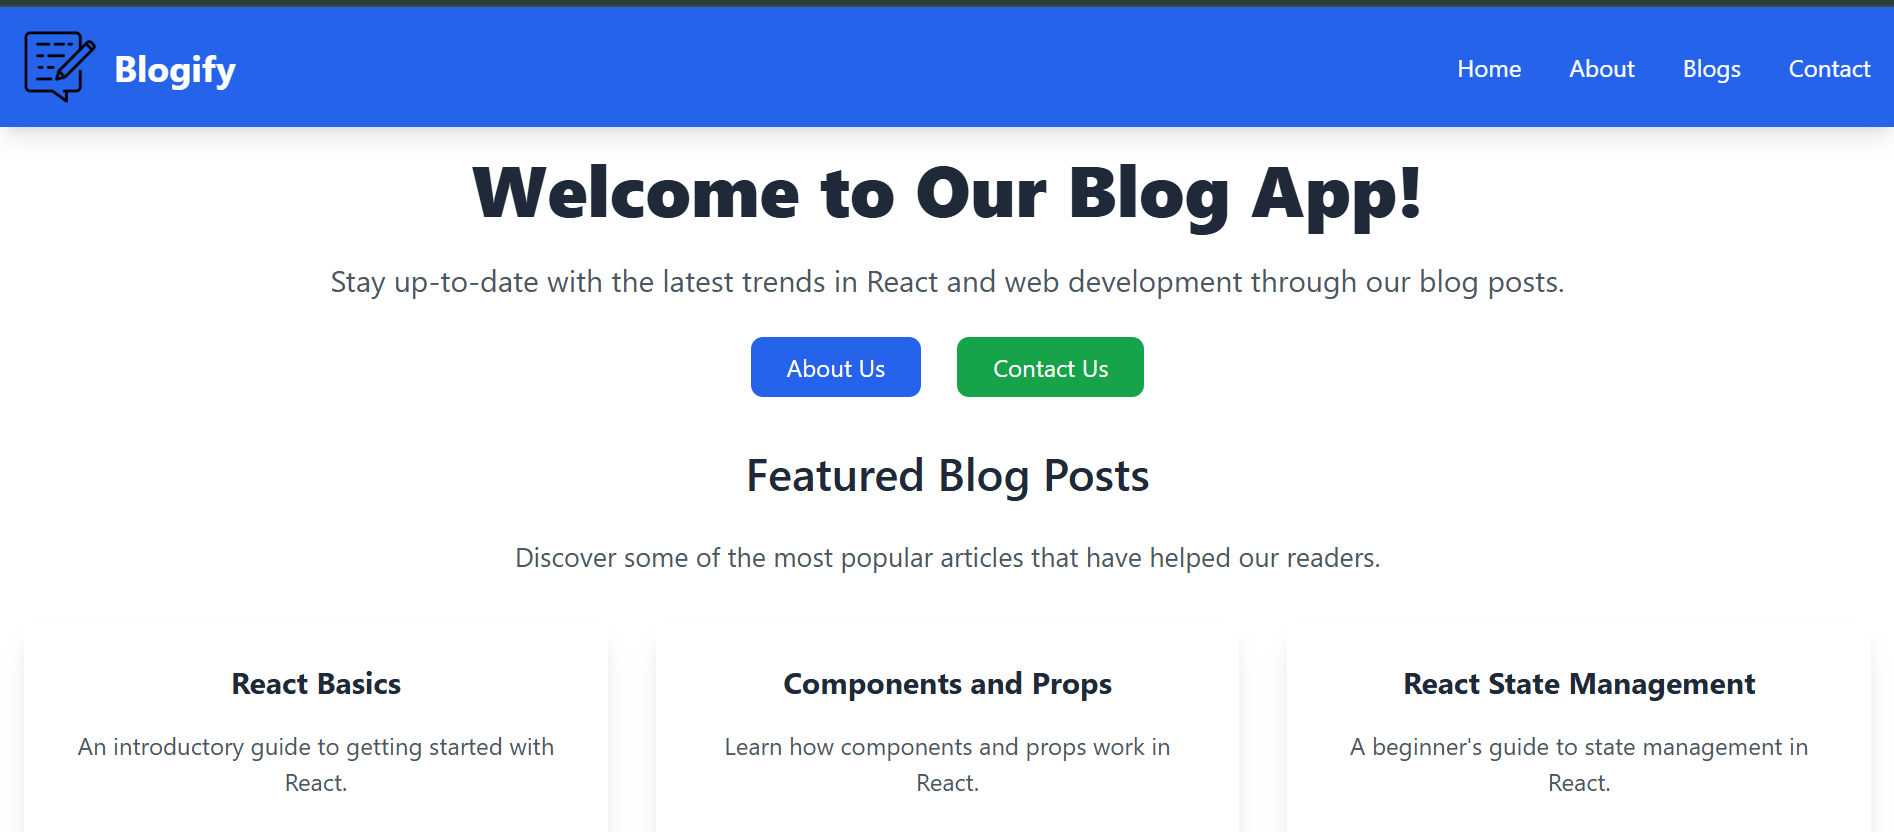 Blogify
Home About Blogs Contact
Welcome to Our Blog App!
Stay up-to-date with the latest trends in React and web development through our blog posts.
About Us Contact Us
Featured Blog Posts
Discover some of the most popular articles that have helped our readers.
React Basics
An introductory guide to getting started with
React.
Components and Props
Learn how components and props work in
React.
React State Management
A beginner's guide to state management in
React.